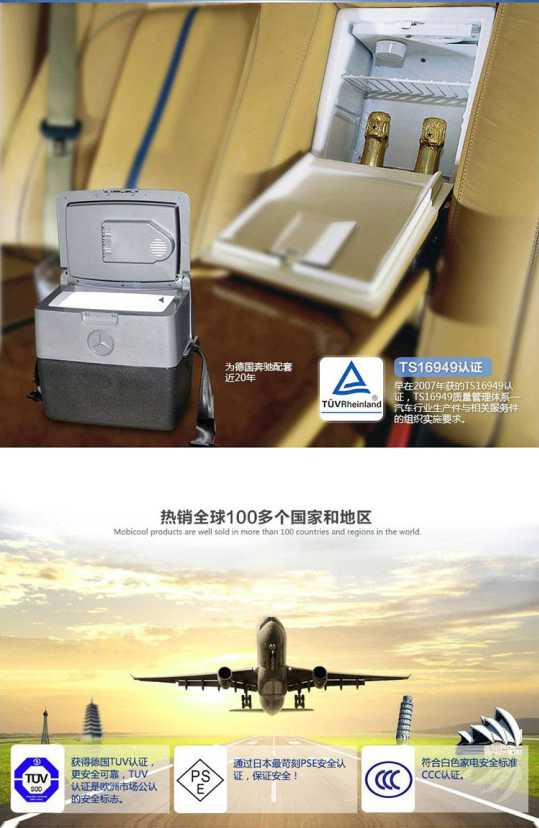 为德国奔驰配套
近20年
TÜVRheinland
TS16949认证
早在2007年获的TS16949认
证，TS16949质量管理体系—
汽车行业生产件与相关服务件
的组织实施要求。
热销全球100多个国家和地区
Mobicool products are well sold in more than 100 countries and regions in the world.
TUV
获得德国TUV认证，
更安全可靠，TUV
认证是欧洲市场公认
的安全标志。
PS
E
通过日本最苛刻PSE安全认
证，保证安全！
CCC
符合白色家电安全标准
CCC认证。